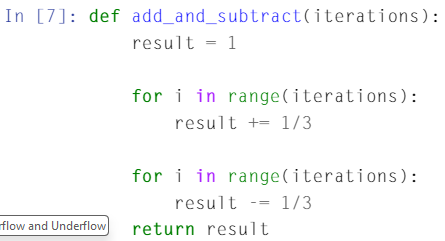 In [7]: def add_and_subtract(iterations):
result = 1
for i in range(iterations):
result += 1/3
for i in range(iterations):
result -= 1/3
rflow and Underflow
return result